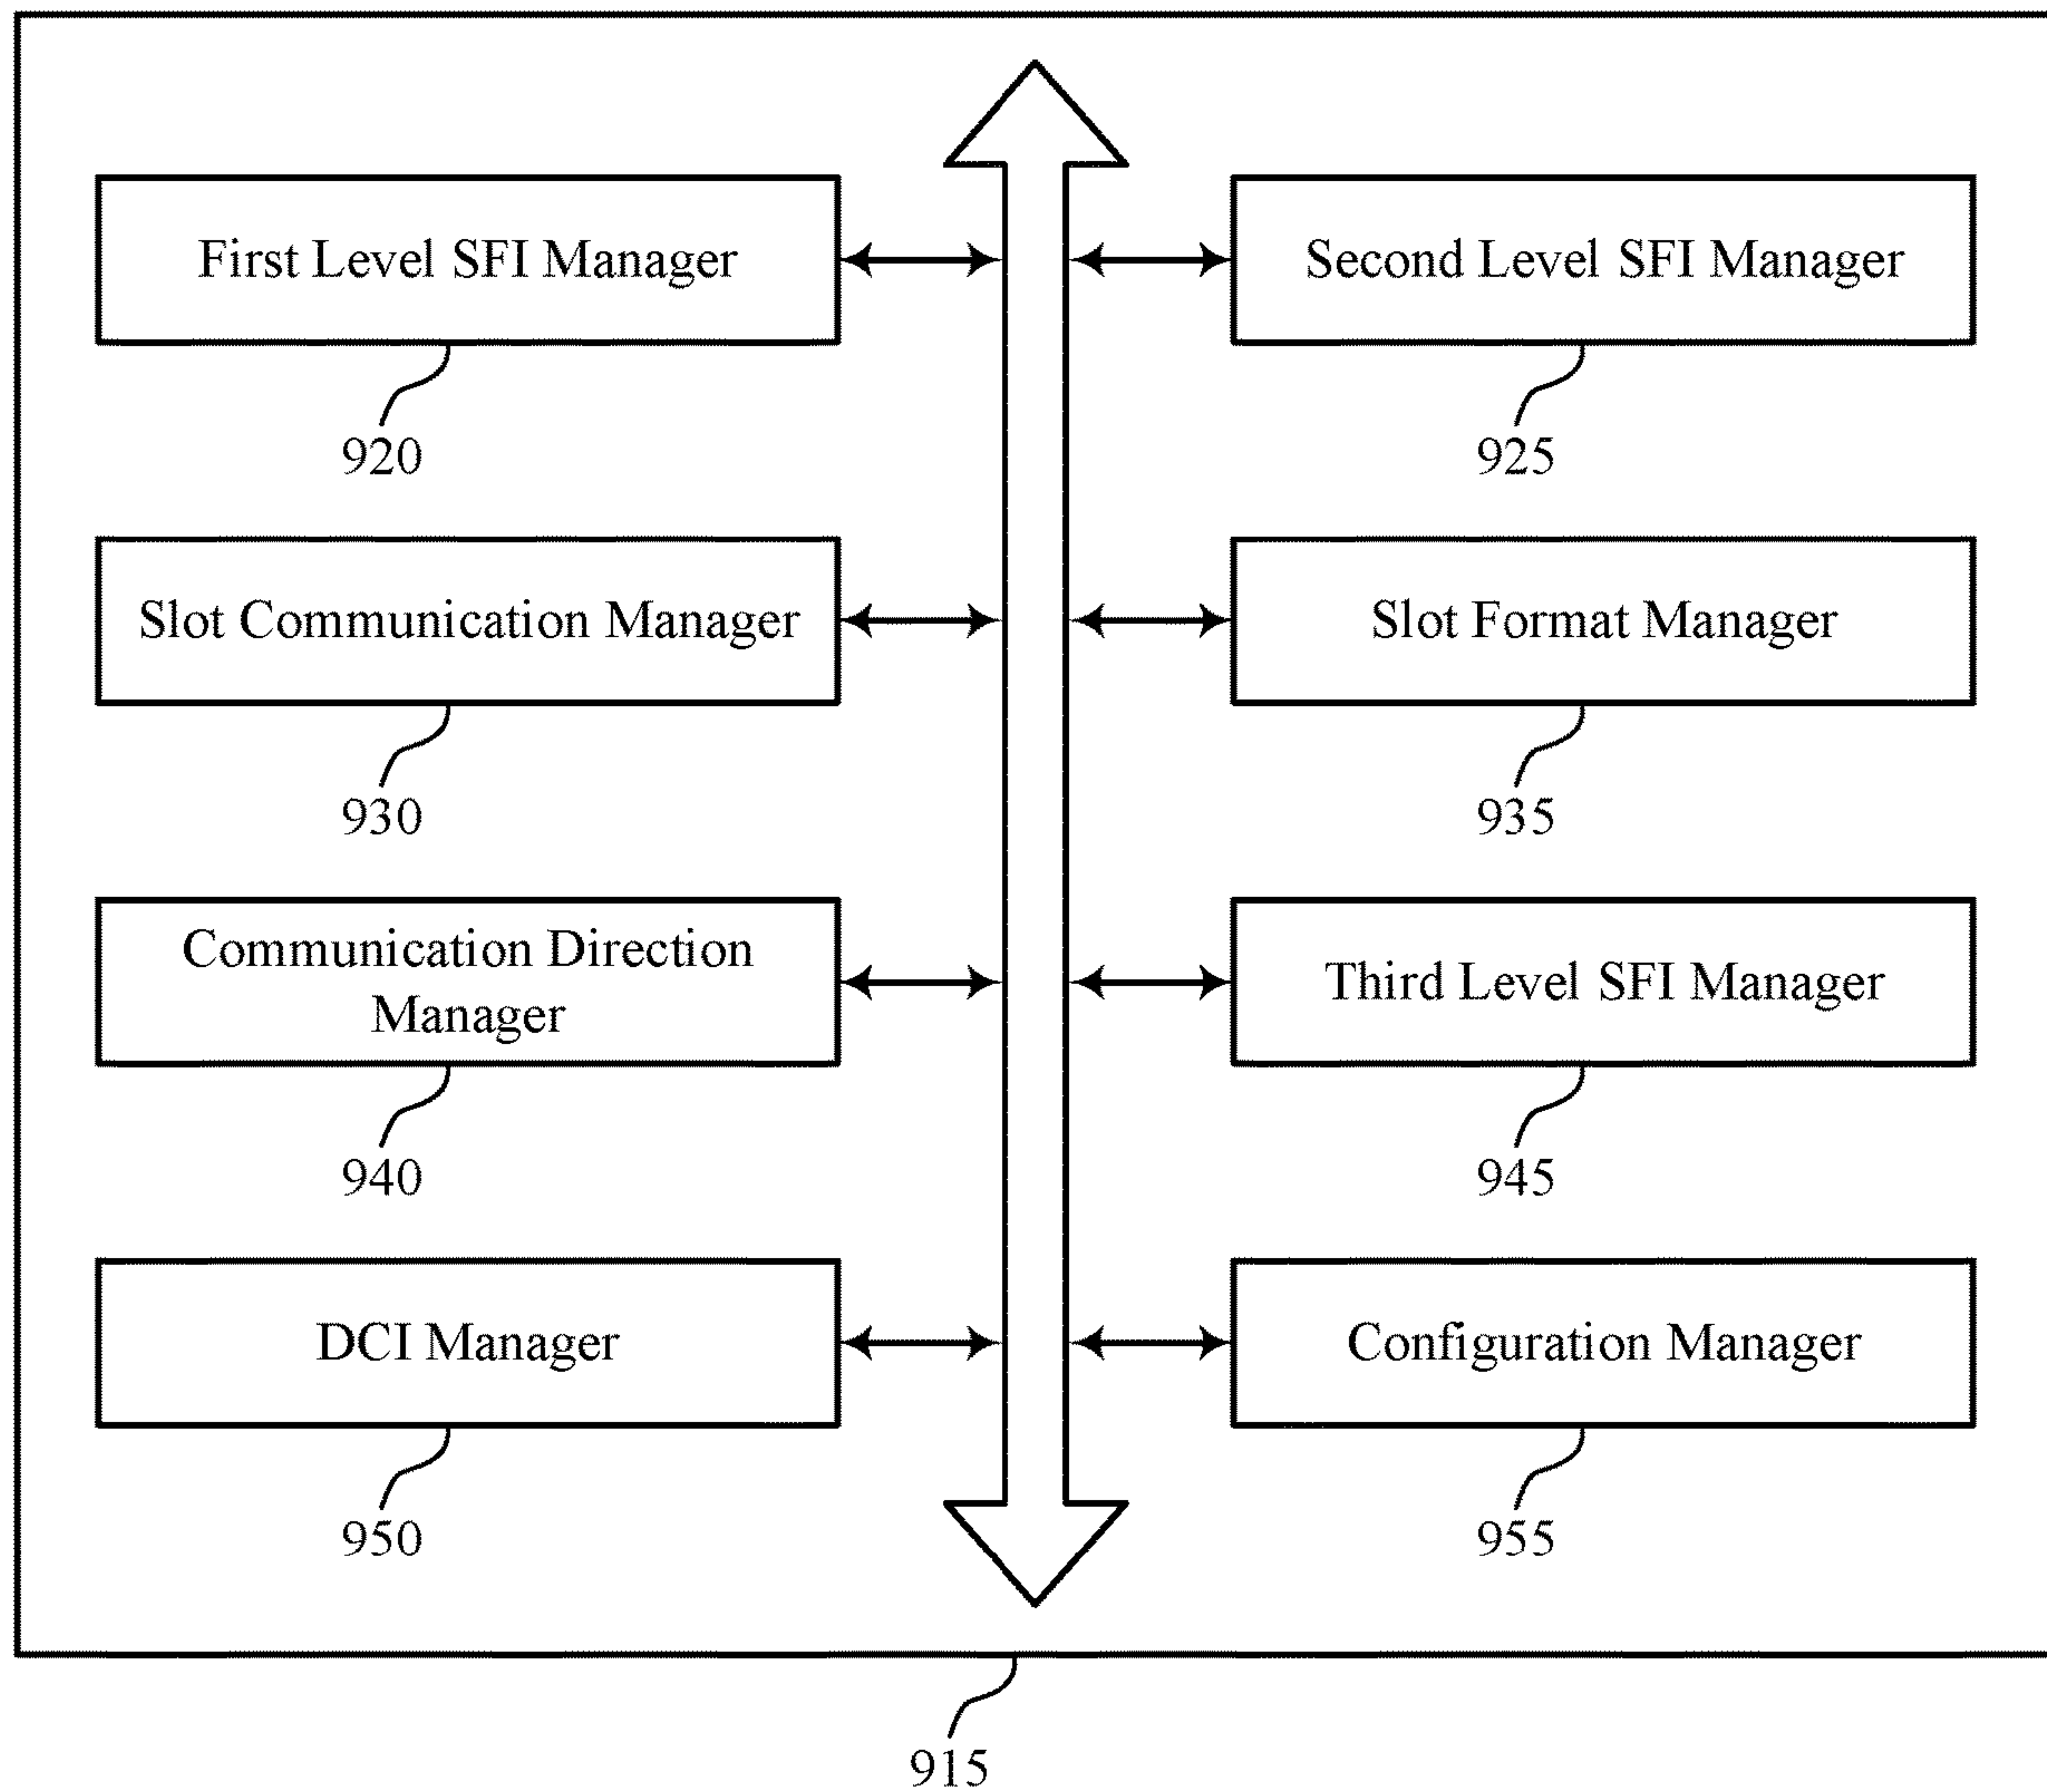 First Level SFI Manager
Second Level SFI Manager
920
925
Slot Communication Manager
Slot Format Manager
930
935
Communication Direction
Manager
Third Level SFI Manager
940
945
DCI Manager
Configuration Manager
950
955
915